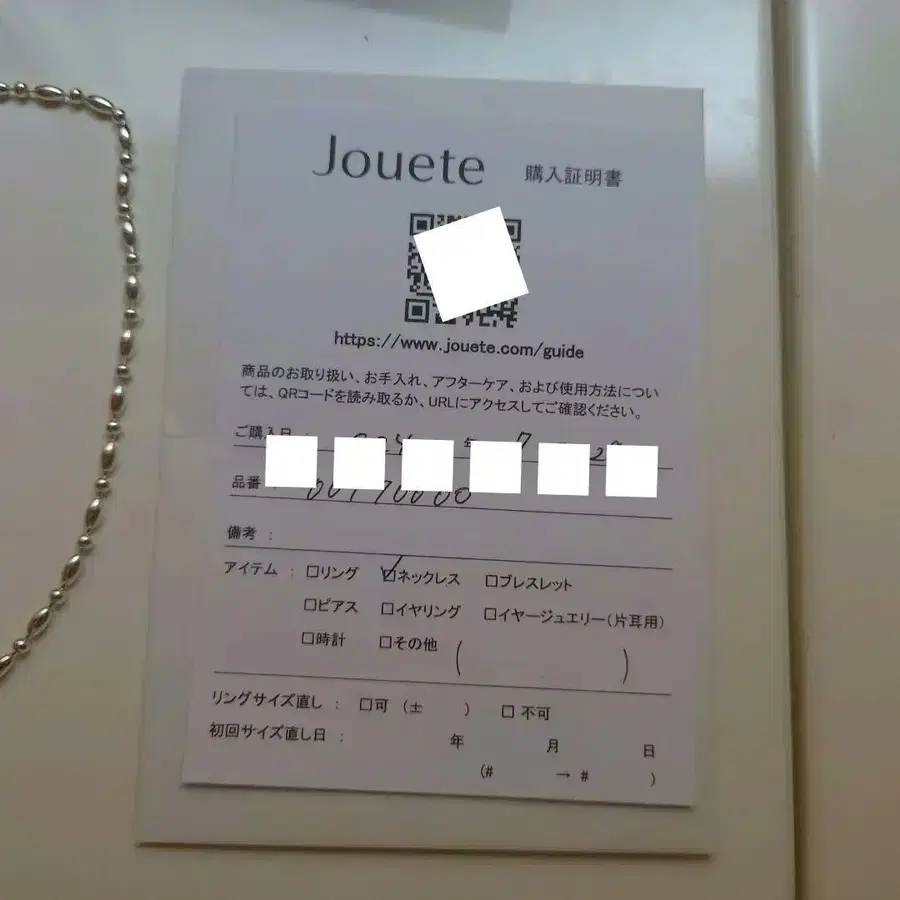 Jouete 購入証明書
https://www.jouete.com/guide
商品のお取り扱い、お手入れ、アフターケア、および使用方法につい
ては、QRコードを読み取るか、URLにアクセスしてご確認ください。
ご購入日 : 年 7
品番
備考 :
アイテム : □リング ☑ネックレス □ブレスレット
□ピアス □イヤリング □イヤージュエリー(片耳用)
□時計 □その他 ( )
リングサイズ直し : □可 (± ) □ 不可
初回サイズ直し日 : 年 月 日
(# → # )